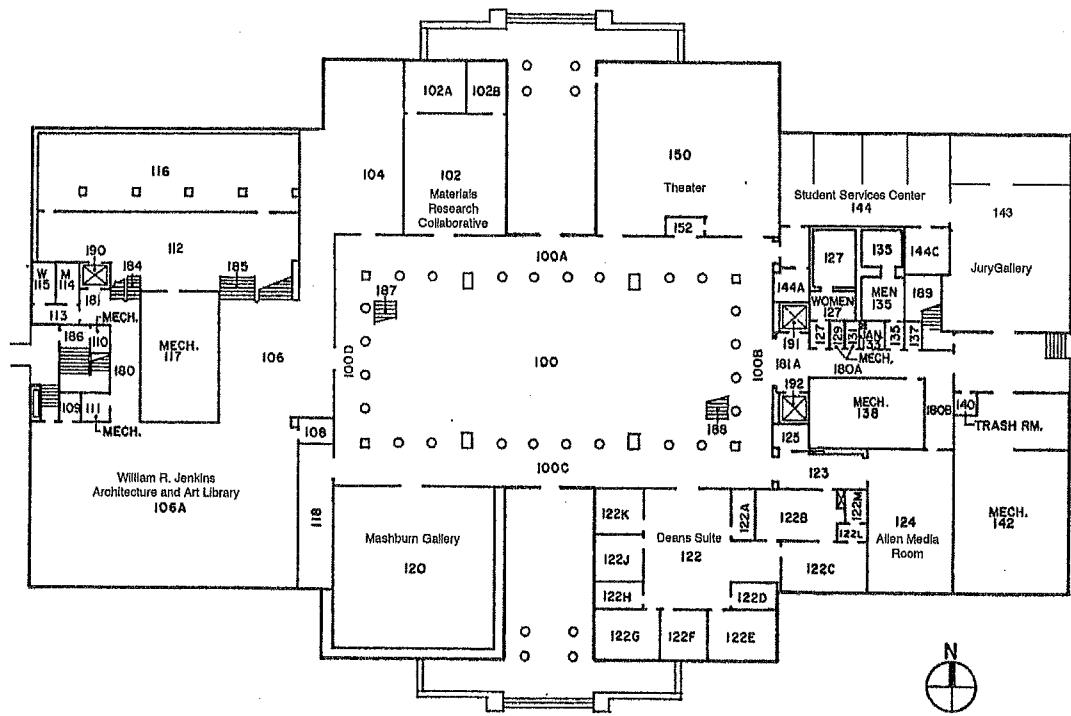 102A
102B
116
104
102
Materials
Research
Collaborative
150
Theater
152
Student Services Center
144
143
JuryGallery
112
190
184
185
W
115
M
114
181
113
MECH.
110
186
180
MECH.
117
109
111
MECH.
106
108
William R. Jenkins
Architecture and Art Library
106A
118
100A
187
100D
100
100B
188
100C
127
135
144C
144A
WOMEN
127
MEN
135
189
191
127
129
131
JAN.
133
135
137
MECH.
181A
180A
192
MECH.
138
180B
140
TRASH RM.
125
123
Mashburn Gallery
120
122K
122J
122H
122G
122F
122E
122D
Deans Suite
122
122A
122B
122M
122L
122C
124
Allen Media
Room
MECH.
142
N